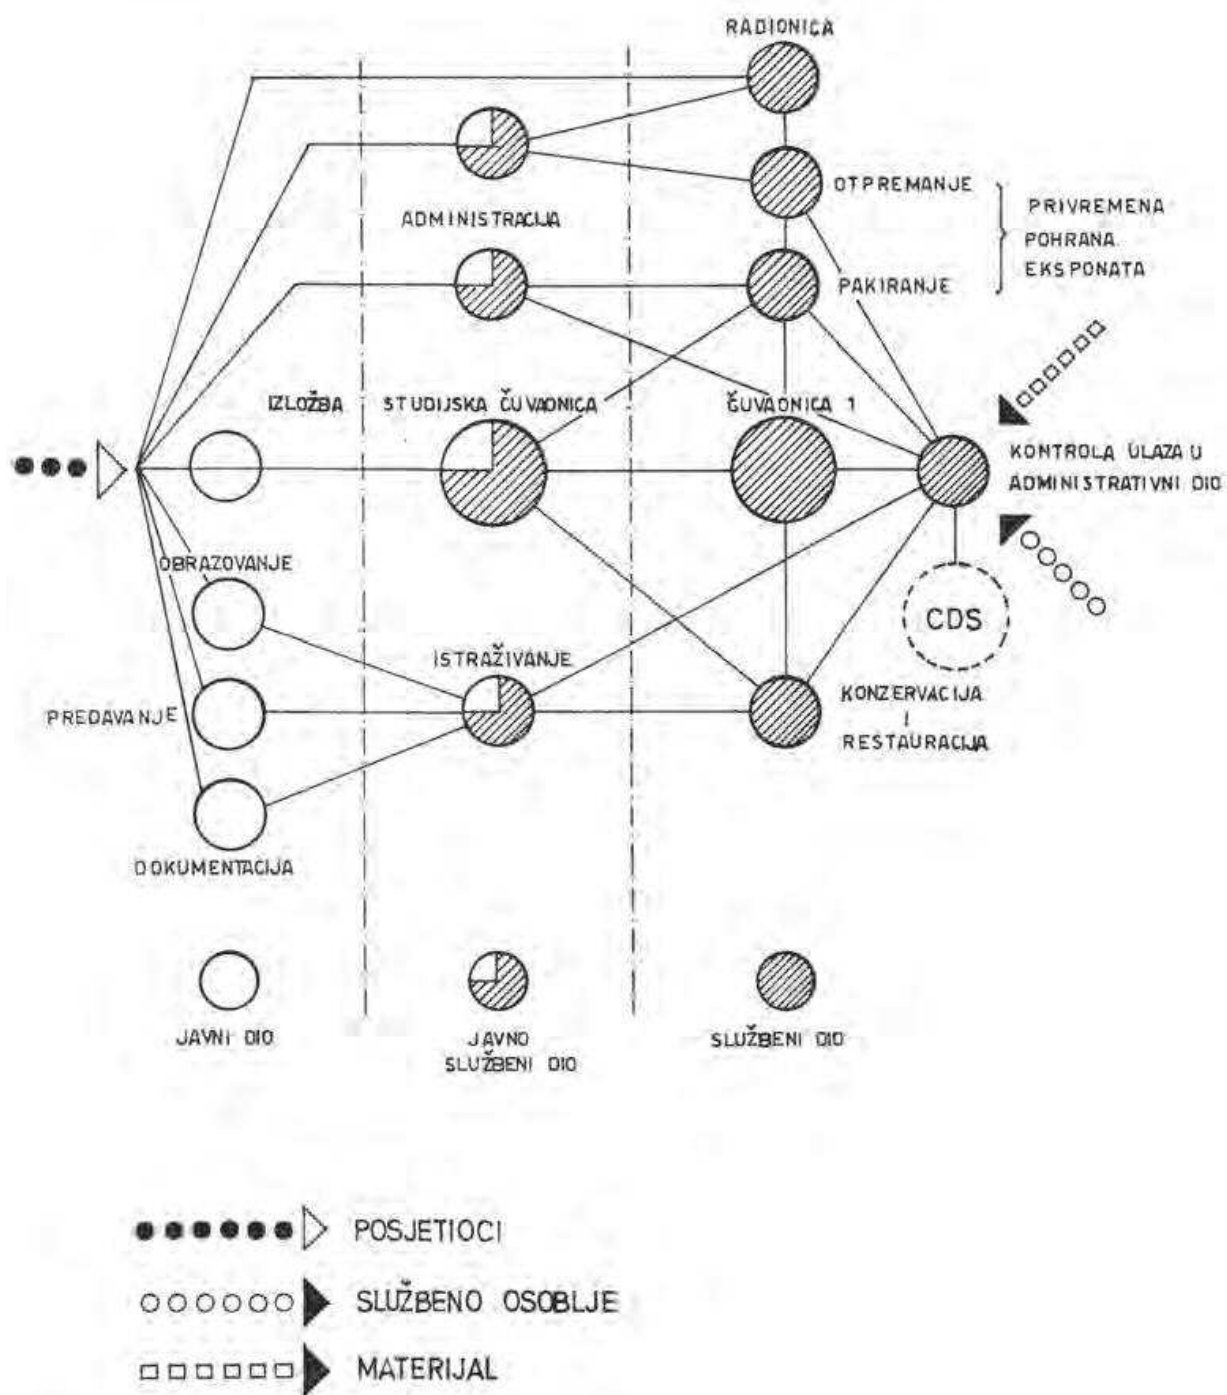 RADIONICA
OTPREMANJE
PRIVREMENA
POHRANA
EKSPONATA
ADMINISTRACIJA
PAKIRANJE
IZLOŽBA
STUDIJSKA ČUVAONICA
ČUVAONICA 1
KONTROLA ULAZA U
ADMINISTRATIVNI DIO
OBRAZOVANJE
CDS
ISTRAŽIVANJE
PREDAVANJE
KONZERVACIJA
I
RESTAURACIJA
DOKUMENTACIJA
JAVNI DIO
JAVNO
SLUŽBENI DIO
SLUŽBENI DIO
POSJETIOCI
SLUŽBENO OSOBLJE
MATERIJAL